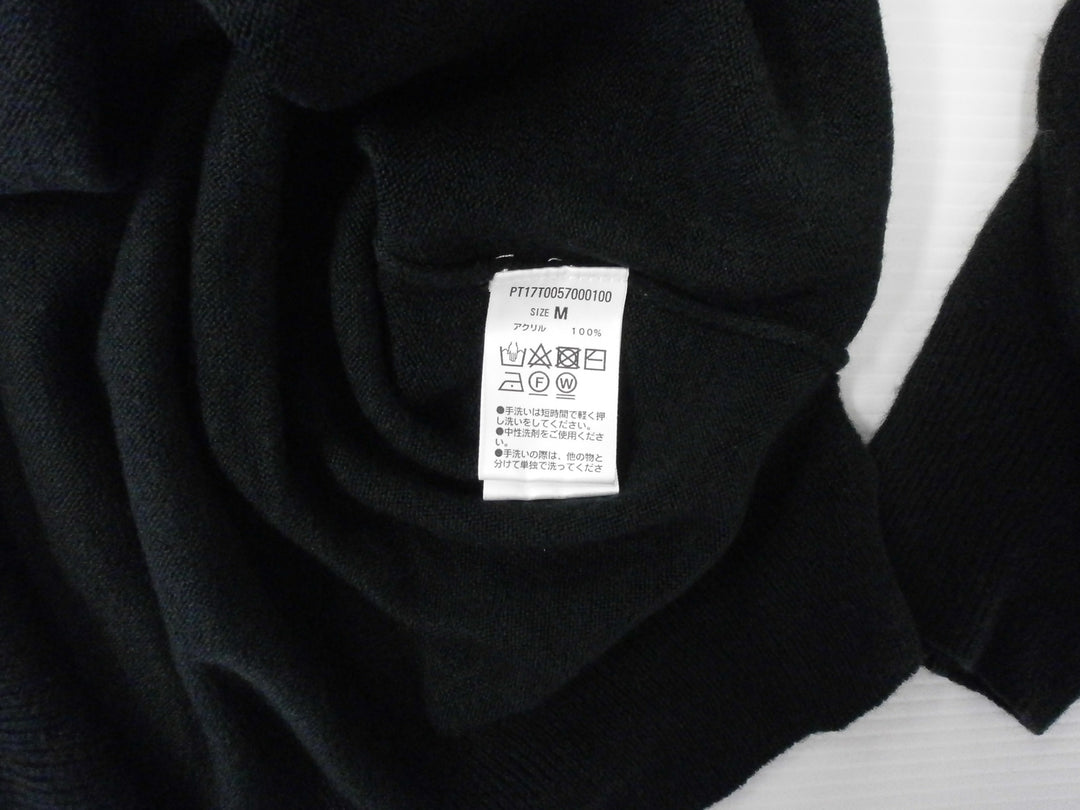 PT17T0057000100
SIZE M
アクリル 100%
F W
●手洗いは短時間で軽く押
し洗いをしてください。
●中性洗剤をご使用くださ
い。
●手洗いの際は、他の物と
分けて単独で洗ってくださ